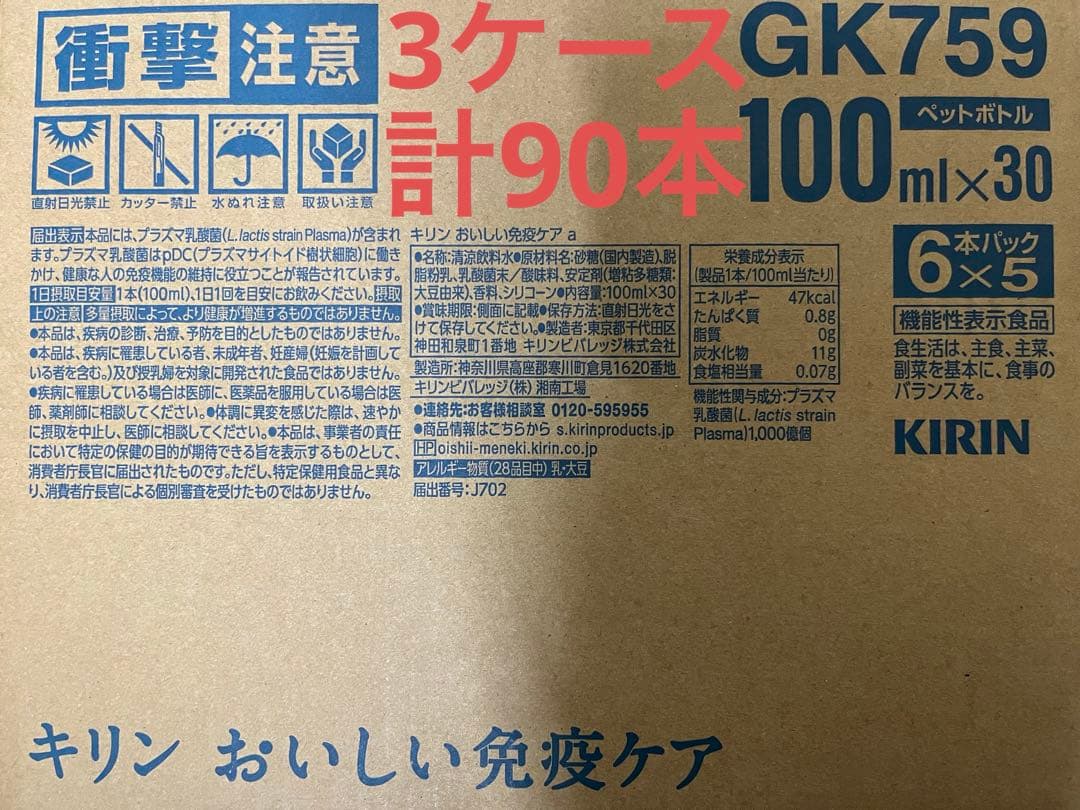 衝撃注意
3ケース
計90本
GK759
ペットボトル
100ml×30
直射日光禁止 カッター禁止 水ぬれ注意 取扱い注意
6本パック×5
機能性表示食品
食生活は、主食、主菜、
副菜を基本に、食事の
バランスを。
KIRIN
届出表示 本品には、プラズマ乳酸菌(L. lactis strain Plasma)が含まれ
ます。プラズマ乳酸菌はpDC(プラズマサイトイド樹状細胞)に働き
かけ、健康な人の免疫機能の維持に役立つことが報告されています。
1日摂取目安量 1本(100ml)、1日1回を目安にお飲みください。摂取
上の注意 多量摂取によって、より健康が増進するものではありません。
●本品は、疾病の診断、治療、予防を目的としたものではありません。
●本品は、疾病に罹患している者、未成年者、妊産婦(妊娠を計画して
いる者を含む。)及び授乳婦を対象に開発された食品ではありません。
●疾病に罹患している場合は医師に、医薬品を服用している場合は医
師、薬剤師に相談してください。●体調に異変を感じた際は、速やか
に摂取を中止し、医師に相談してください。●本品は、事業者の責任
において特定の保健の目的が期待できる旨を表示するものとして、
消費者庁長官に届出されたものです。ただし、特定保健用食品と異な
り、消費者庁長官による個別審査を受けたものではありません。
キリン おいしい免疫ケア a
●名称:清涼飲料水●原材料名:砂糖(国内製造)、脱
脂粉乳、乳酸菌末/酸味料、安定剤(増粘多糖類:
大豆由来)、香料、シリコーン●内容量:100ml×30
●賞味期限:側面に記載●保存方法:直射日光をさ
けて保存してください。●製造者:東京都千代田区
神田和泉町1番地 キリンビバレッジ株式会社
製造所:神奈川県高座郡寒川町倉見1620番地
キリンビバレッジ(株) 湘南工場
●連絡先:お客様相談室 0120-595955
●商品情報はこちらから s.kirinproducts.jp
HP oishii-meneki.kirin.co.jp
アレルギー物質(28品目中) 乳・大豆
届出番号:J702
栄養成分表示
(製品1本/100ml当たり)
エネルギー 47kcal
たんぱく質 0.8g
脂質 0g
炭水化物 11g
食塩相当量 0.07g
機能性関与成分:プラズマ
乳酸菌(L. lactis strain
Plasma)1,000億個
キリン おいしい免疫ケア